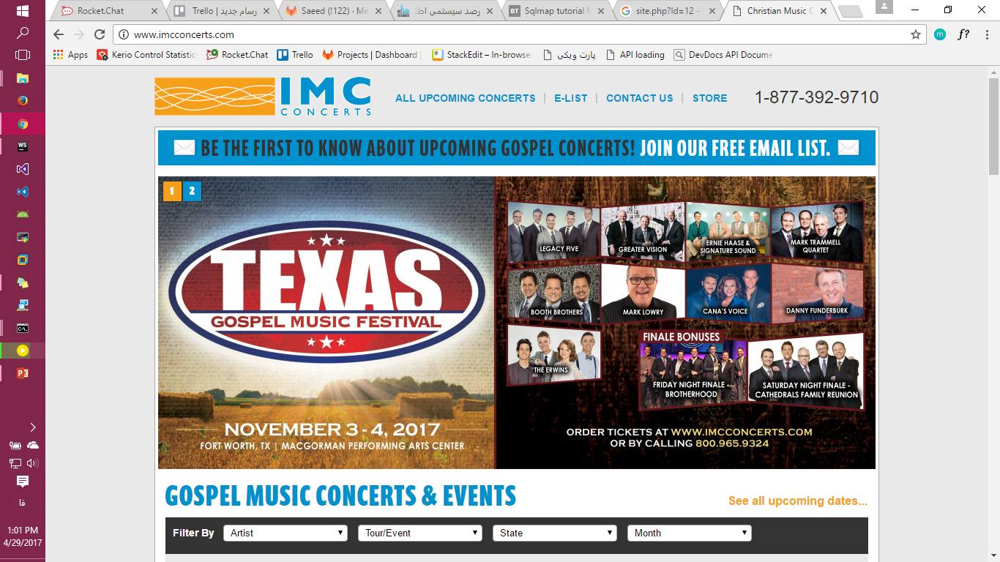 Rocket.Chat
Trello | رسام جدید
Saeed (!122) · Me
رصد سیستمی اطلا
Sqlmap tutorial f
site.php?Id=12 -
Christian Music C
www.imcconcerts.com
f?
Apps
Kerio Control Statistic
Rocket.Chat
Trello
Projects | Dashboard
StackEdit – In-browse
پارت ویکی
API loading
DevDocs API Docume
IMC
CONCERTS
ALL UPCOMING CONCERTS | E-LIST | CONTACT US | STORE
1-877-392-9710
BE THE FIRST TO KNOW ABOUT UPCOMING GOSPEL CONCERTS! JOIN OUR FREE EMAIL LIST.
1 2
TEXAS
GOSPEL MUSIC FESTIVAL
NOVEMBER 3-4, 2017
FORT WORTH, TX | MACGORMAN PERFORMING ARTS CENTER
LEGACY FIVE
GREATER VISION
ERNIE HAASE &
SIGNATURE SOUND
MARK TRAMMELL
QUARTET
BOOTH BROTHERS
MARK LOWRY
CANA'S VOICE
DANNY FUNDERBURK
THE ERWINS
FINALE BONUSES
FRIDAY NIGHT FINALE -
BROTHERHOOD
SATURDAY NIGHT FINALE -
CATHEDRALS FAMILY REUNION
ORDER TICKETS AT WWW.IMCCONCERTS.COM
OR BY CALLING 800.965.9324
GOSPEL MUSIC CONCERTS & EVENTS
See all upcoming dates...
Filter By
Artist
Tour/Event
State
Month
WS
فا
1:01 PM
4/29/2017